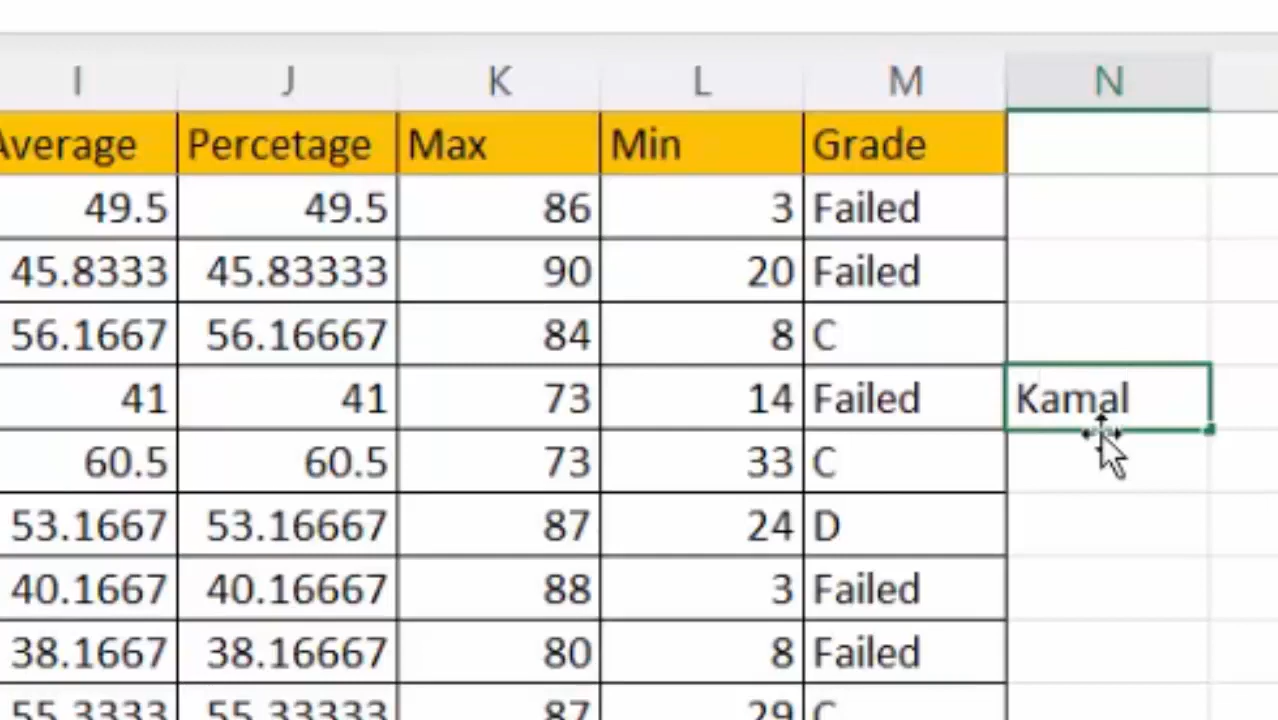 I J K L M N
Average Percetage Max Min Grade
49.5 49.5 86 3 Failed
45.8333 45.83333 90 20 Failed
56.1667 56.16667 84 8 C
41 41 73 14 Failed Kamal
60.5 60.5 73 33 C
53.1667 53.16667 87 24 D
40.1667 40.16667 88 3 Failed
38.1667 38.16667 80 8 Failed
55.3333 55.33333 87 29 C